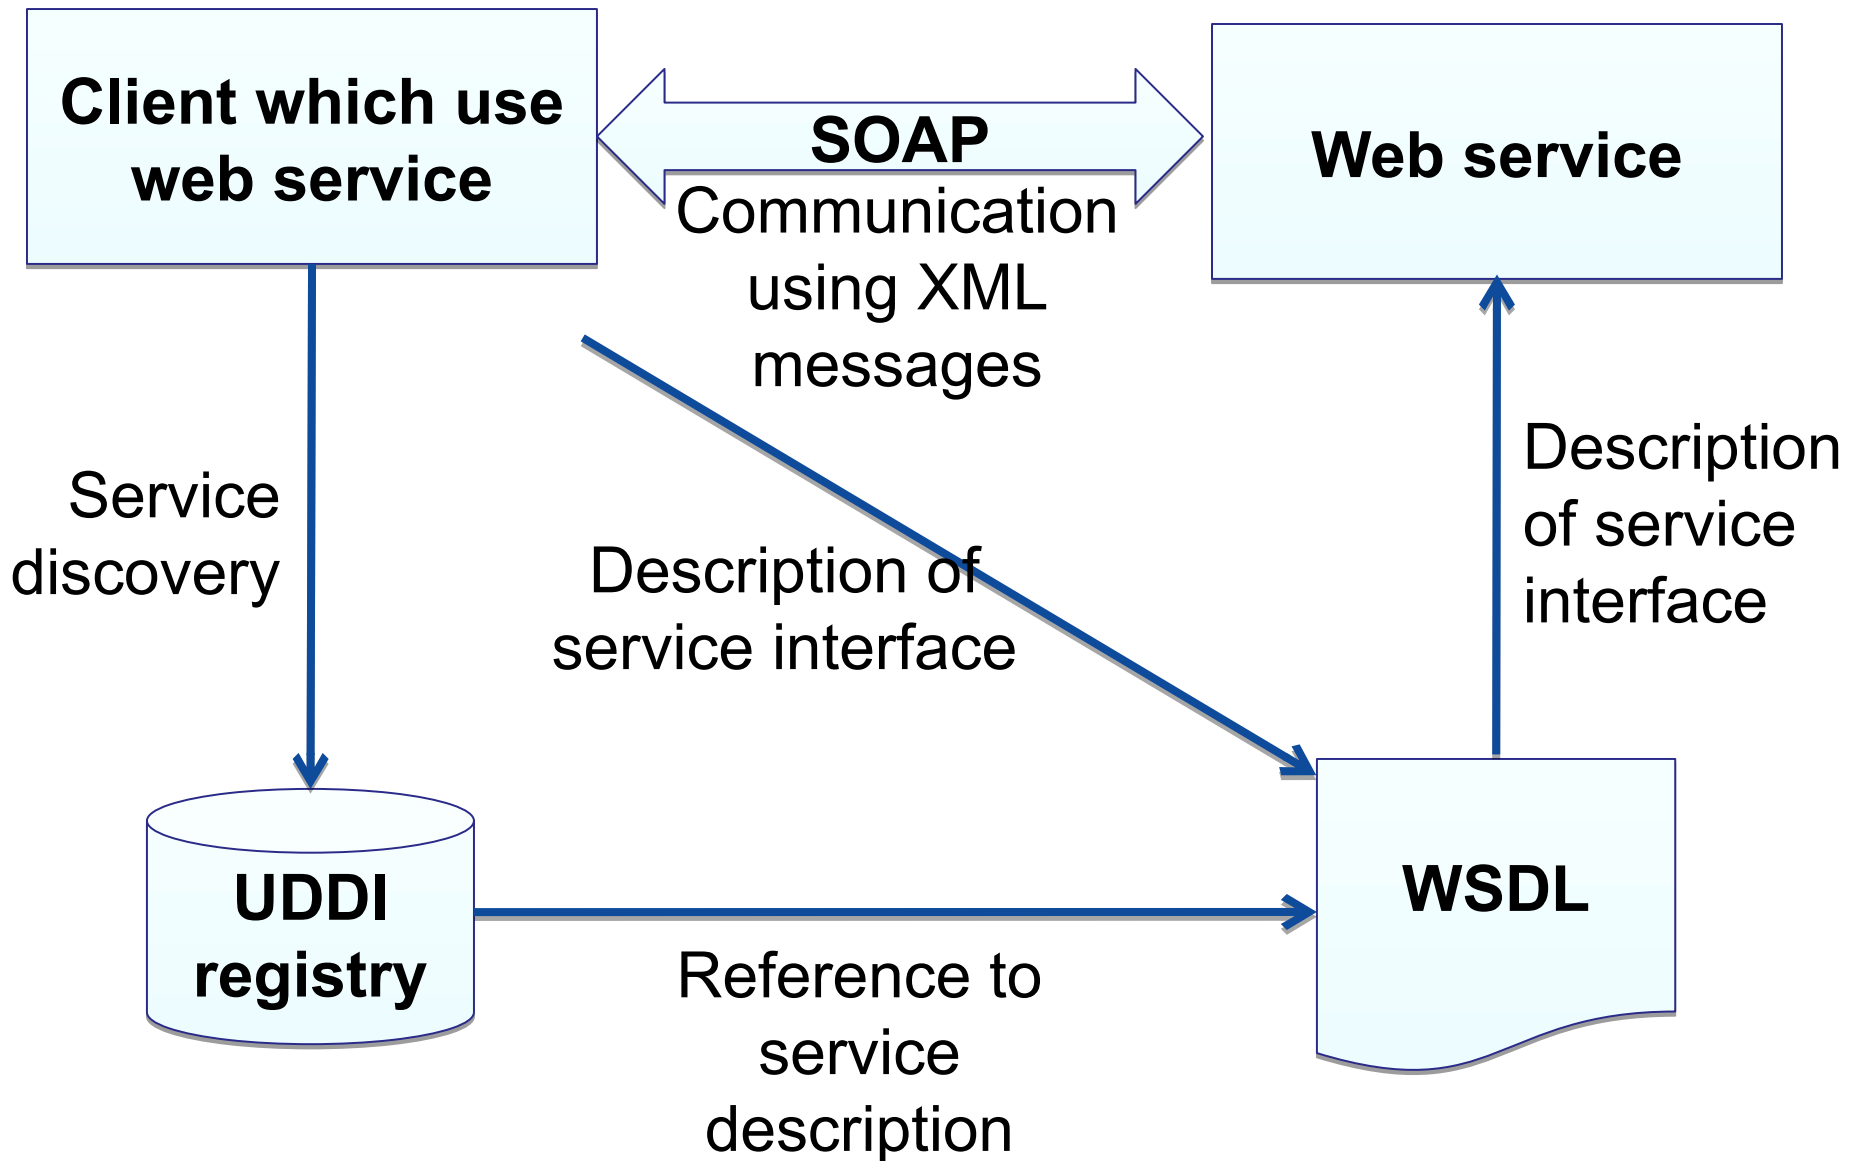 Client which use
web service
SOAP
Communication
using XML
messages
Web service
Service
discovery
Description of
service interface
Description
of service
interface
UDDI
registry
Reference to
service
description
WSDL